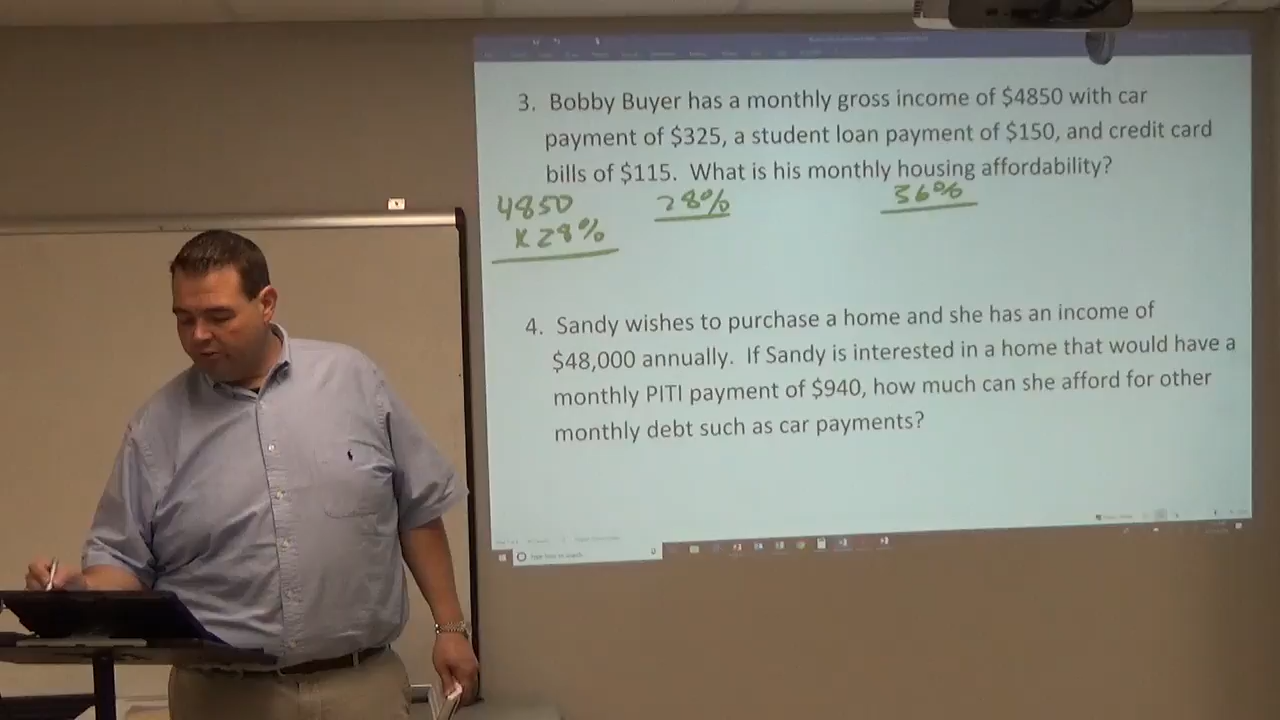 3. Bobby Buyer has a monthly gross income of $4850 with car
payment of $325, a student loan payment of $150, and credit card
bills of $115. What is his monthly housing affordability?
4850 28% 36%
x 28%
4. Sandy wishes to purchase a home and she has an income of
$48,000 annually. If Sandy is interested in a home that would have a
monthly PITI payment of $940, how much can she afford for other
monthly debt such as car payments?